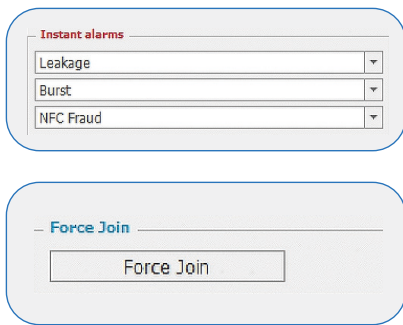 Instant alarms
Leakage
Burst
NFC Fraud
Force Join
Force Join